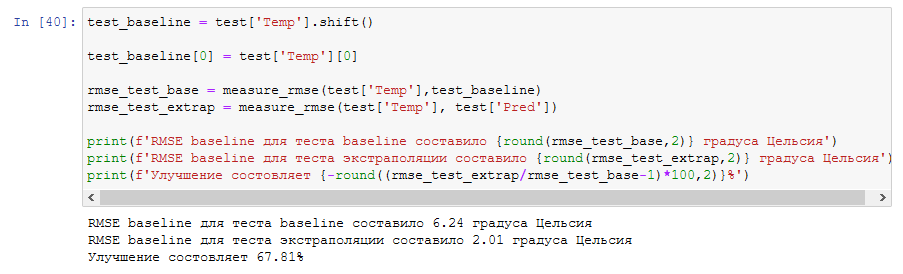 In [40]: test_baseline = test['Temp'].shift()
test_baseline[0] = test['Temp'][0]
rmse_test_base = measure_rmse(test['Temp'],test_baseline)
rmse_test_extrap = measure_rmse(test['Temp'], test['Pred'])
print(f'RMSE baseline для теста baseline составило {round(rmse_test_base,2)} градуса Цельсия')
print(f'RMSE baseline для теста экстраполяции составило {round(rmse_test_extrap,2)} градуса Цельсия')
print(f'Улучшение состовляет {-round((rmse_test_extrap/rmse_test_base-1)*100,2)}%')
RMSE baseline для теста baseline составило 6.24 градуса Цельсия
RMSE baseline для теста экстраполяции составило 2.01 градуса Цельсия
Улучшение состовляет 67.81%